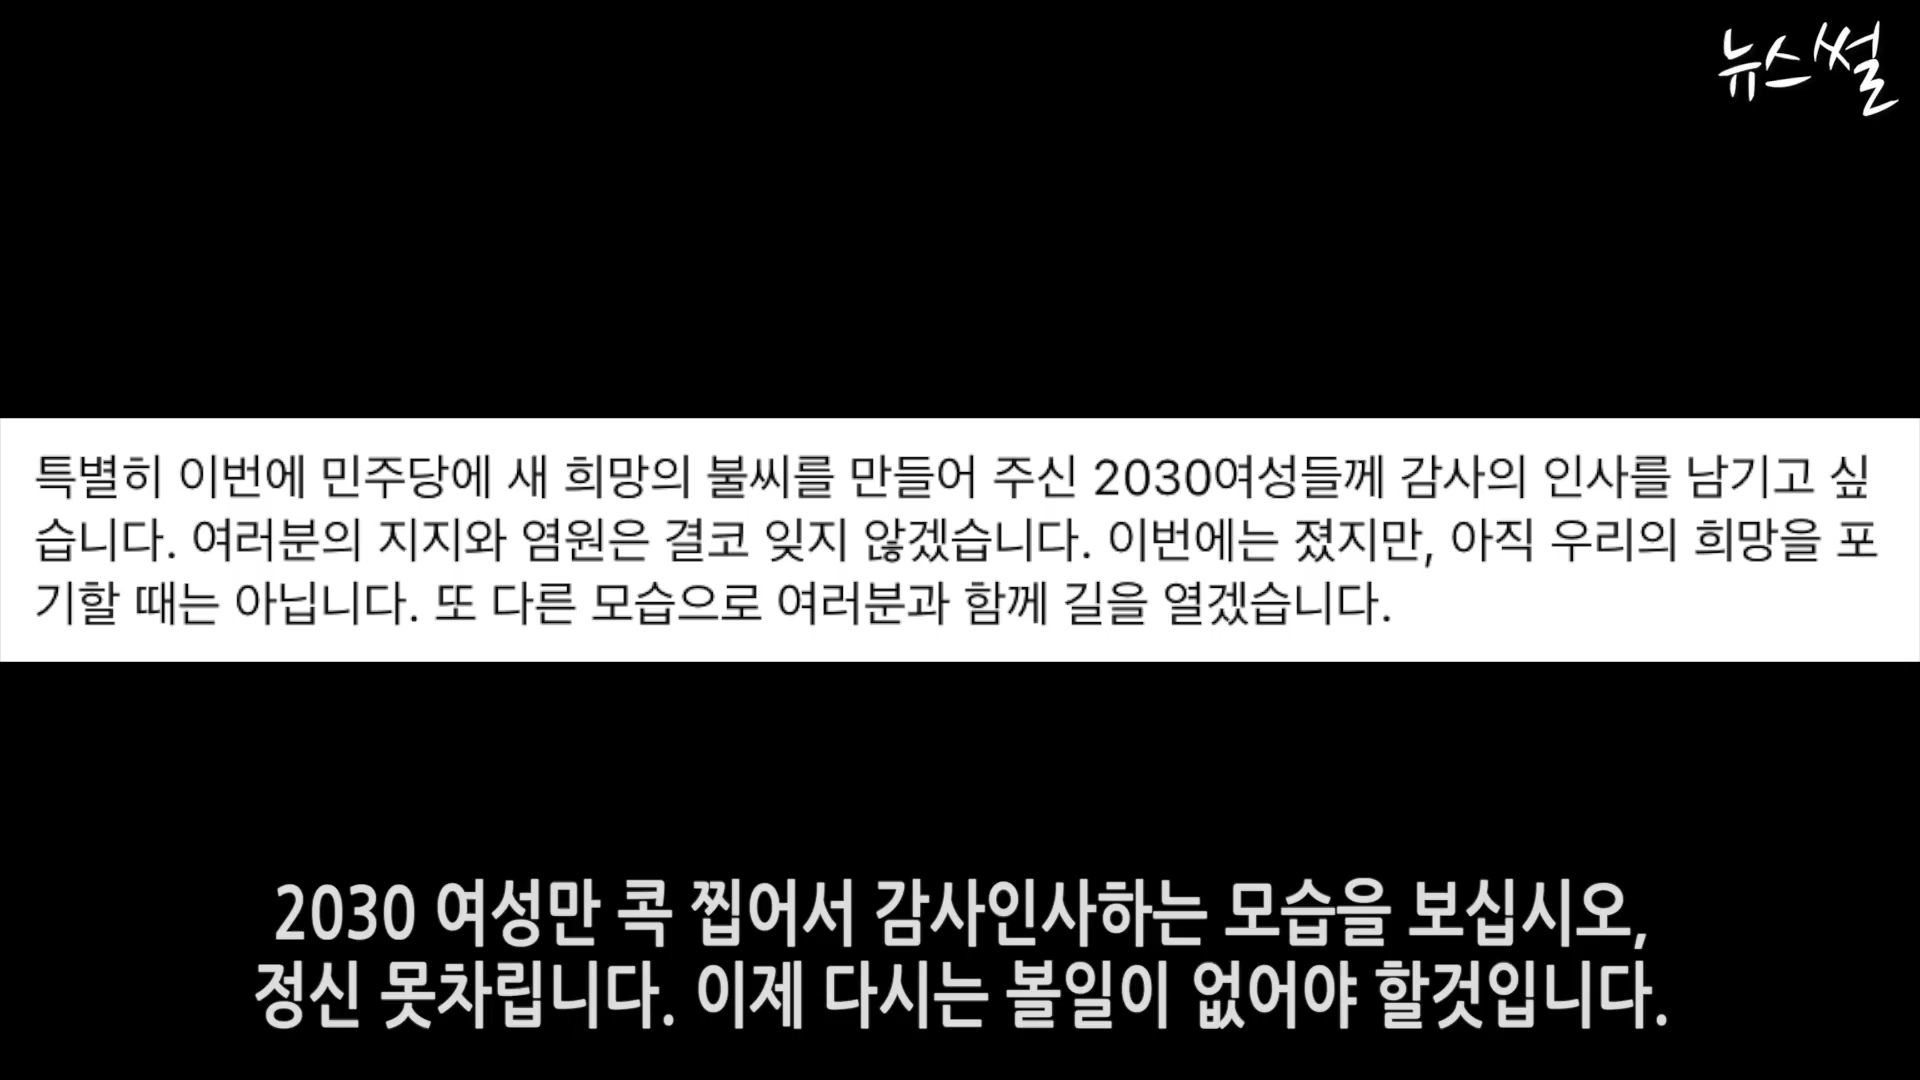 뉴스썰
특별히 이번에 민주당에 새 희망의 불씨를 만들어 주신 2030여성들께 감사의 인사를 남기고 싶
습니다. 여러분의 지지와 염원은 결코 잊지 않겠습니다. 이번에는 졌지만, 아직 우리의 희망을 포
기할 때는 아닙니다. 또 다른 모습으로 여러분과 함께 길을 열겠습니다.
2030 여성만 콕 찝어서 감사인사하는 모습을 보십시오,
정신 못차립니다. 이제 다시는 볼일이 없어야 할것입니다.